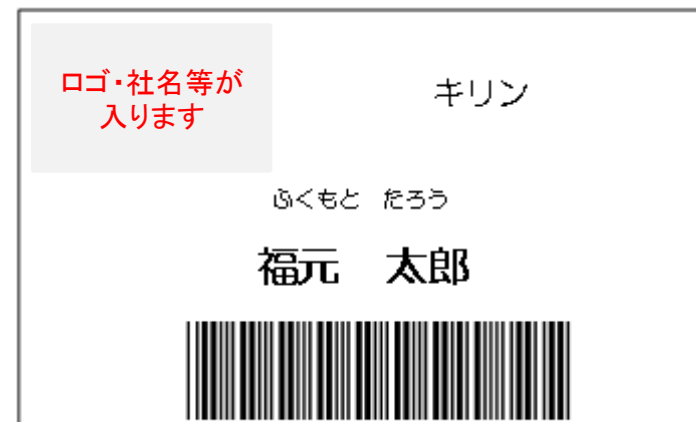 ロゴ・社名等が
入ります
キリン
ふくもと　たろう
福元　太郎